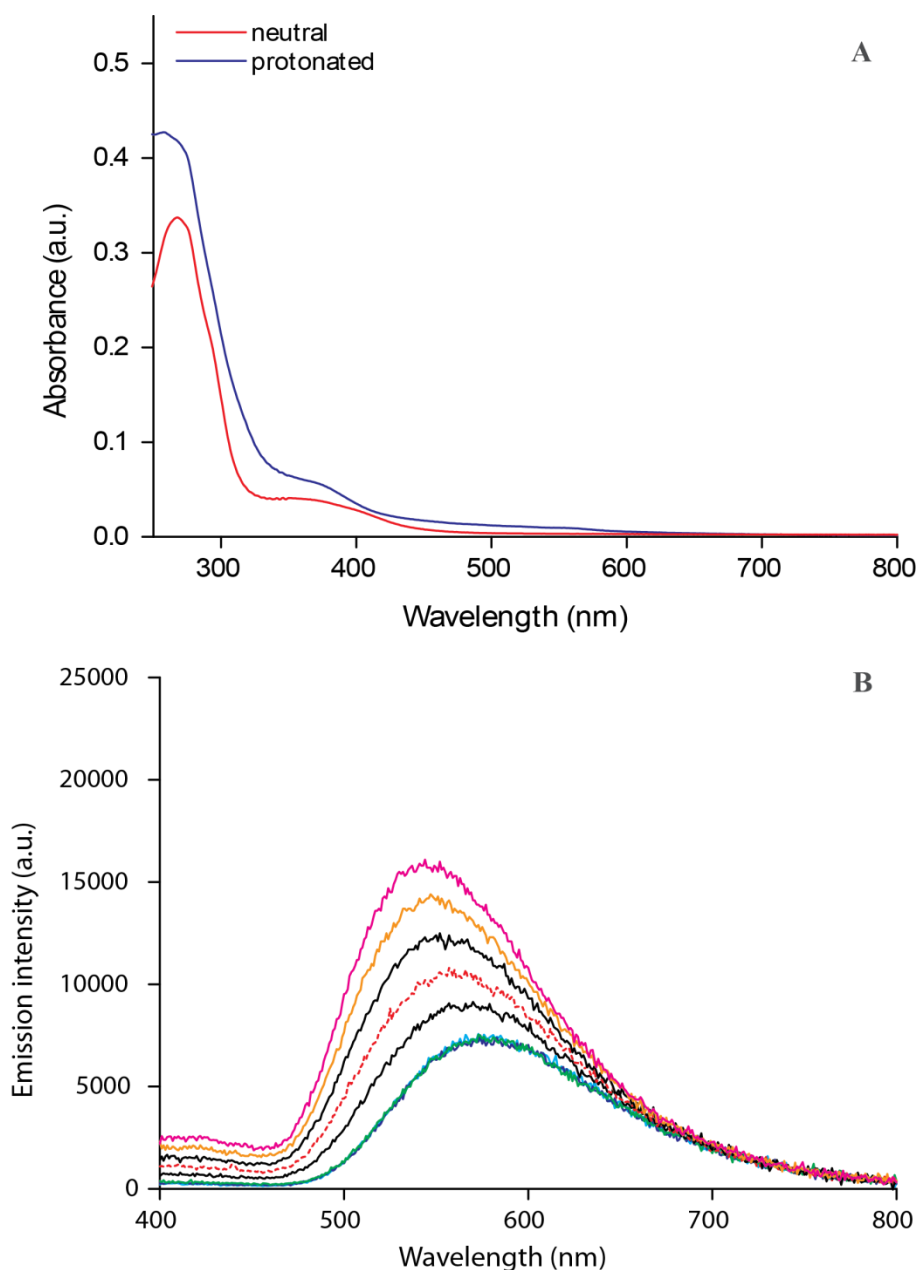 A
neutral
protonated
0.5
0.4
0.3
0.2
0.1
0.0
Absorbance (a.u.)
300 400 500 600 700 800
Wavelength (nm)
B
25000
20000
15000
10000
5000
0
Emission intensity (a.u.)
400 500 600 700 800
Wavelength (nm)